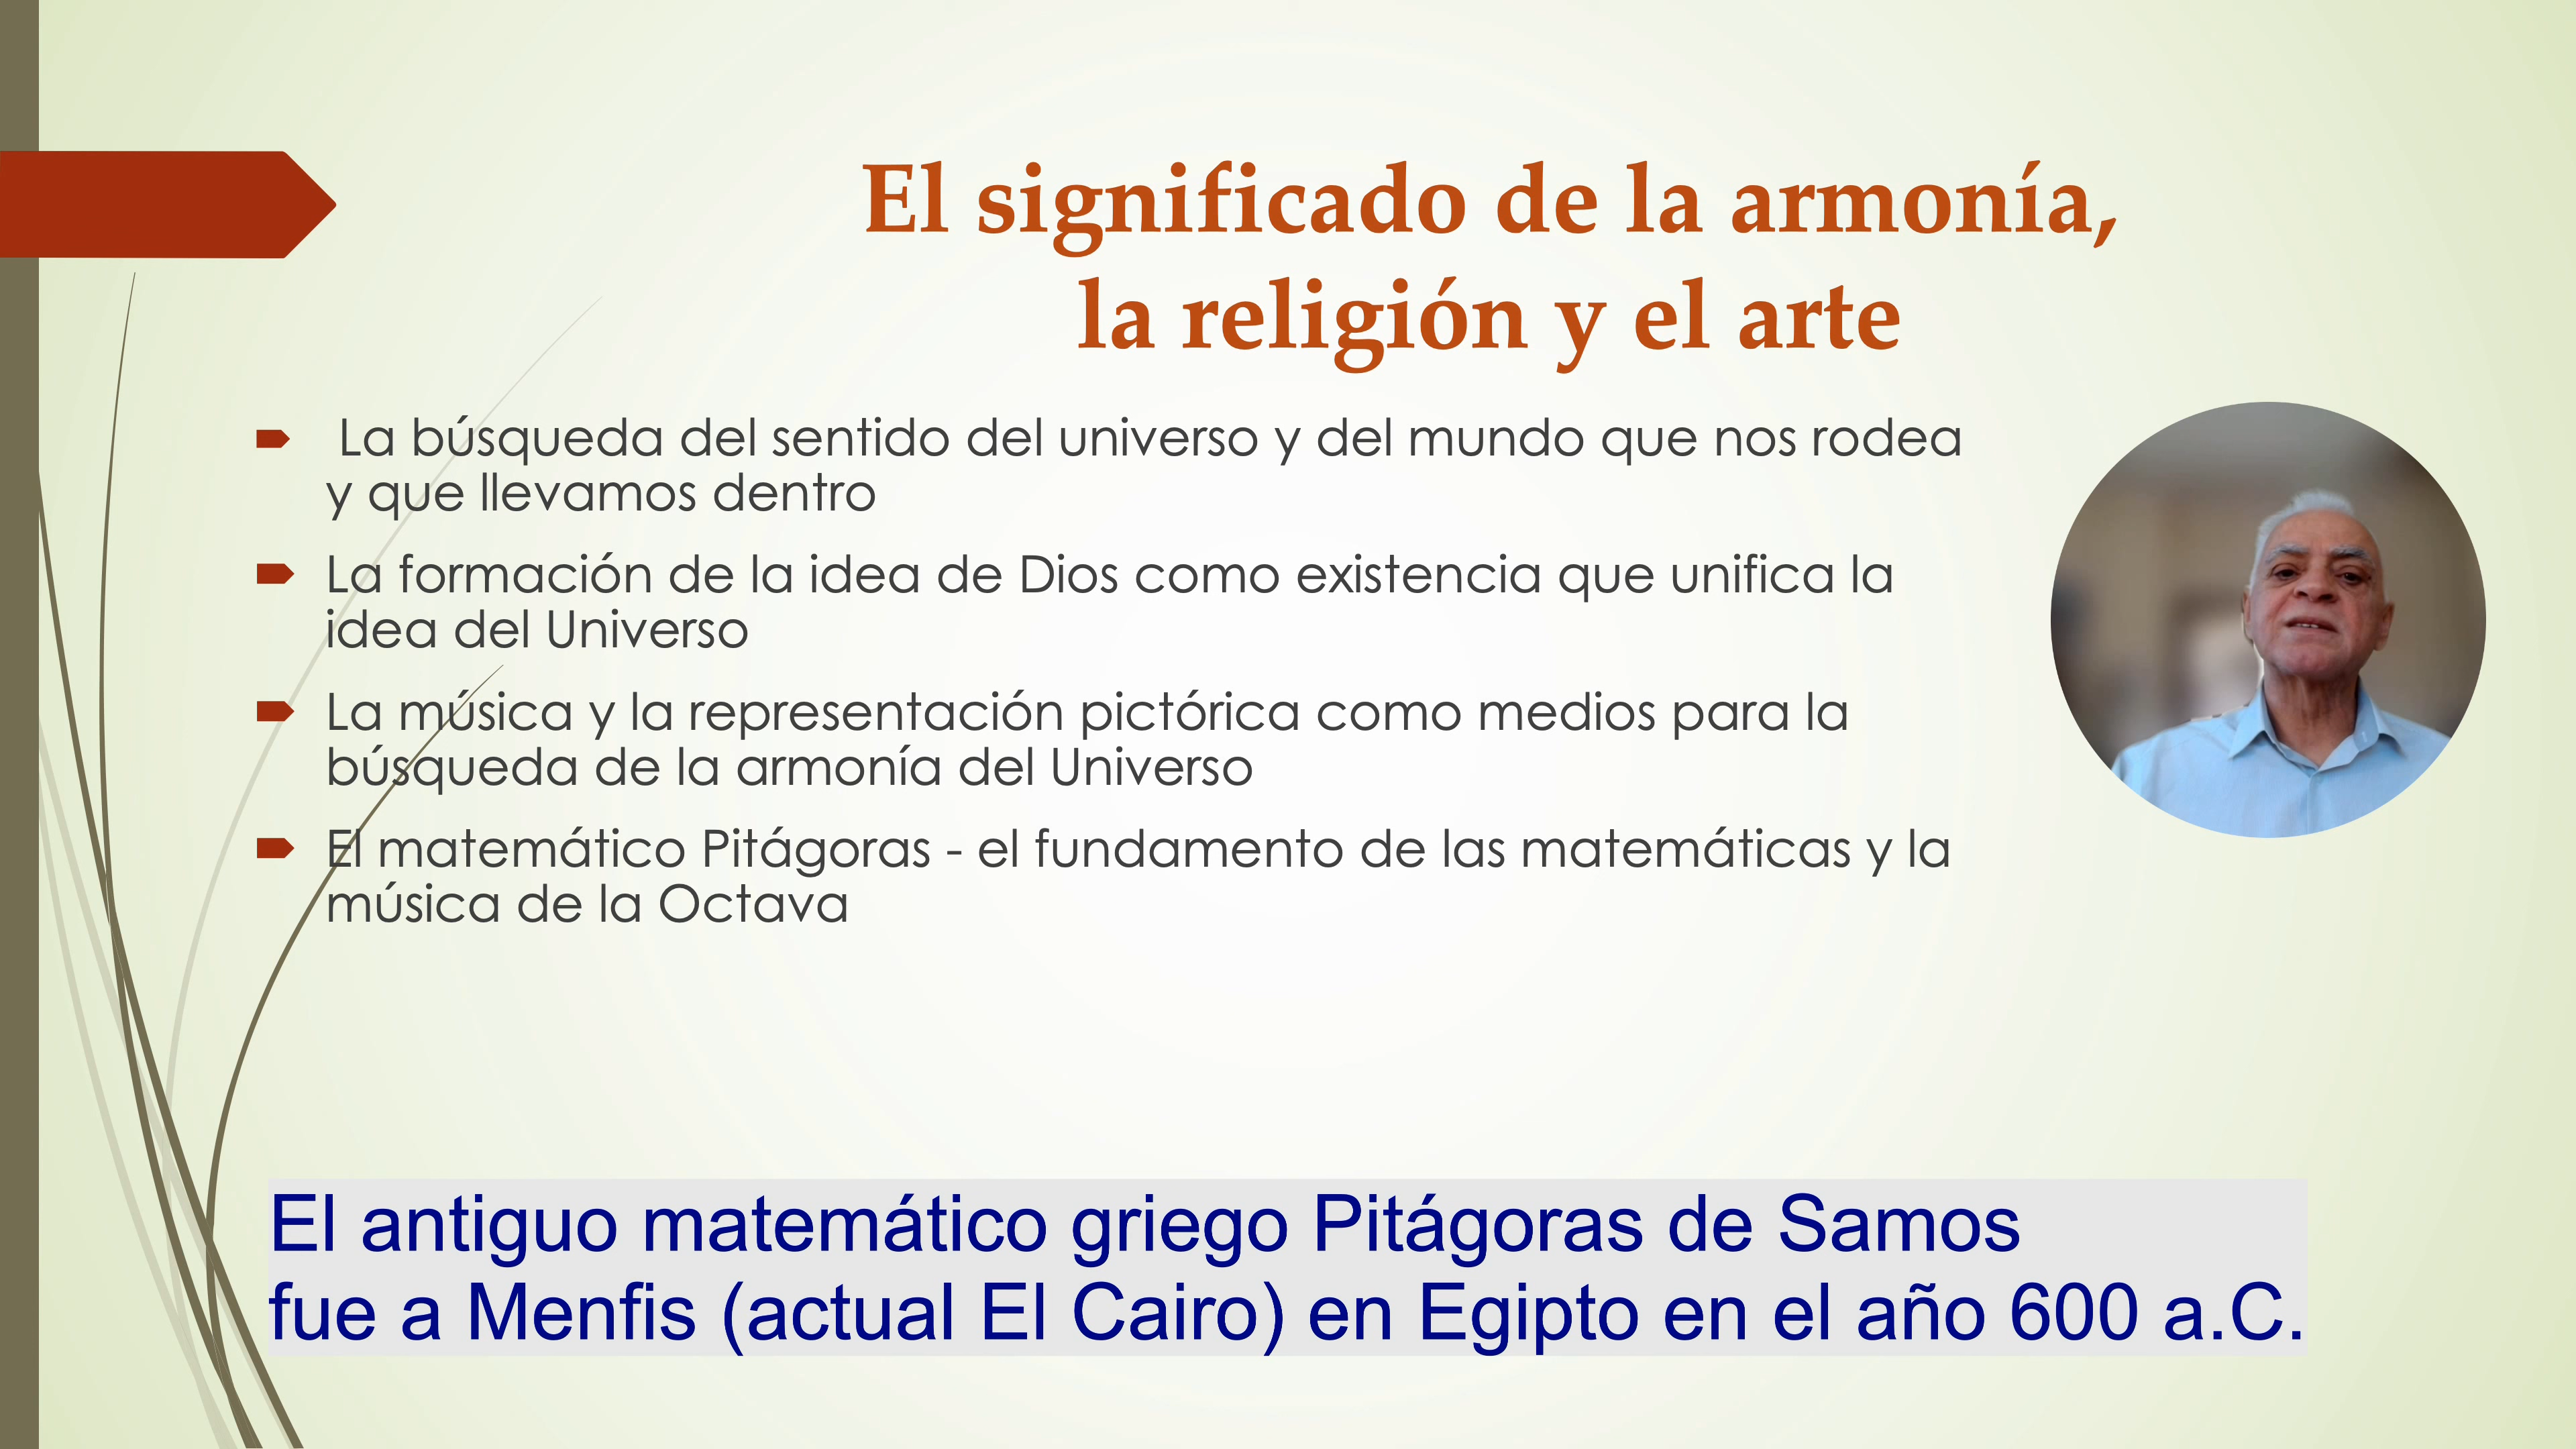 El significado de la armonía,
la religión y el arte
La búsqueda del sentido del universo y del mundo que nos rodea
y que llevamos dentro
La formación de la idea de Dios como existencia que unifica la
idea del Universo
La música y la representación pictórica como medios para la
búsqueda de la armonía del Universo
El matemático Pitágoras - el fundamento de las matemáticas y la
música de la Octava
El antiguo matemático griego Pitágoras de Samos
fue a Menfis (actual El Cairo) en Egipto en el año 600 a.C.